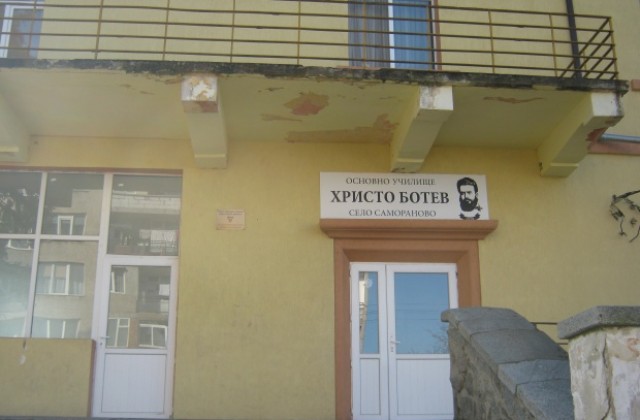 ОСНОВНО УЧИЛИЩЕ
ХРИСТО БОТЕВ
СЕЛО САМОРАНОВО